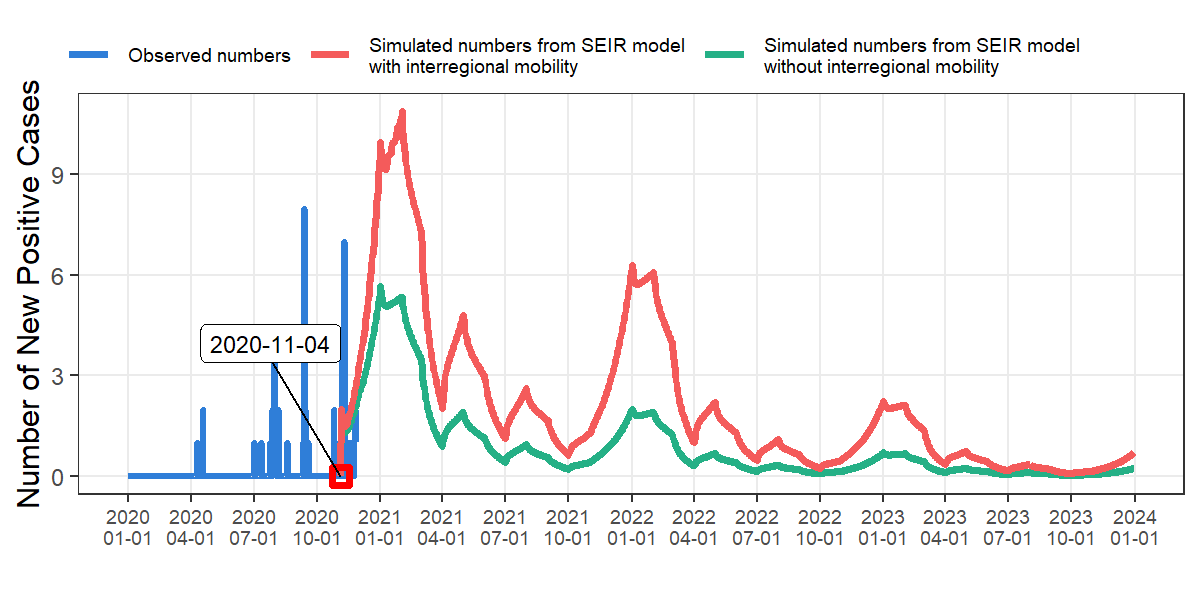 Observed numbers
Simulated numbers from SEIR model
with interregional mobility
Simulated numbers from SEIR model
without interregional mobility
Number of New Positive Cases
9
6
3
0
2020-11-04
2020 2020 2020 2020 2021 2021 2021 2021 2022 2022 2022 2022 2023 2023 2023 2023 2024
01-01 04-01 07-01 10-01 01-01 04-01 07-01 10-01 01-01 04-01 07-01 10-01 01-01 04-01 07-01 10-01 01-01